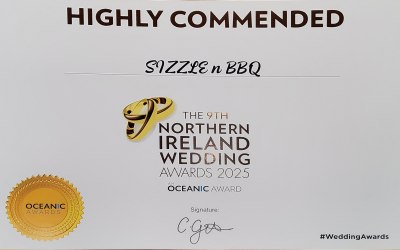 HIGHLY COMMENDED
SIZZLE n BBQ
THE 9TH
NORTHERN
IRELAND
WEDDING
AWARDS 2025
OCEANIC AWARD
Signature:
OCEANIC
AWARDS
#WeddingAwards